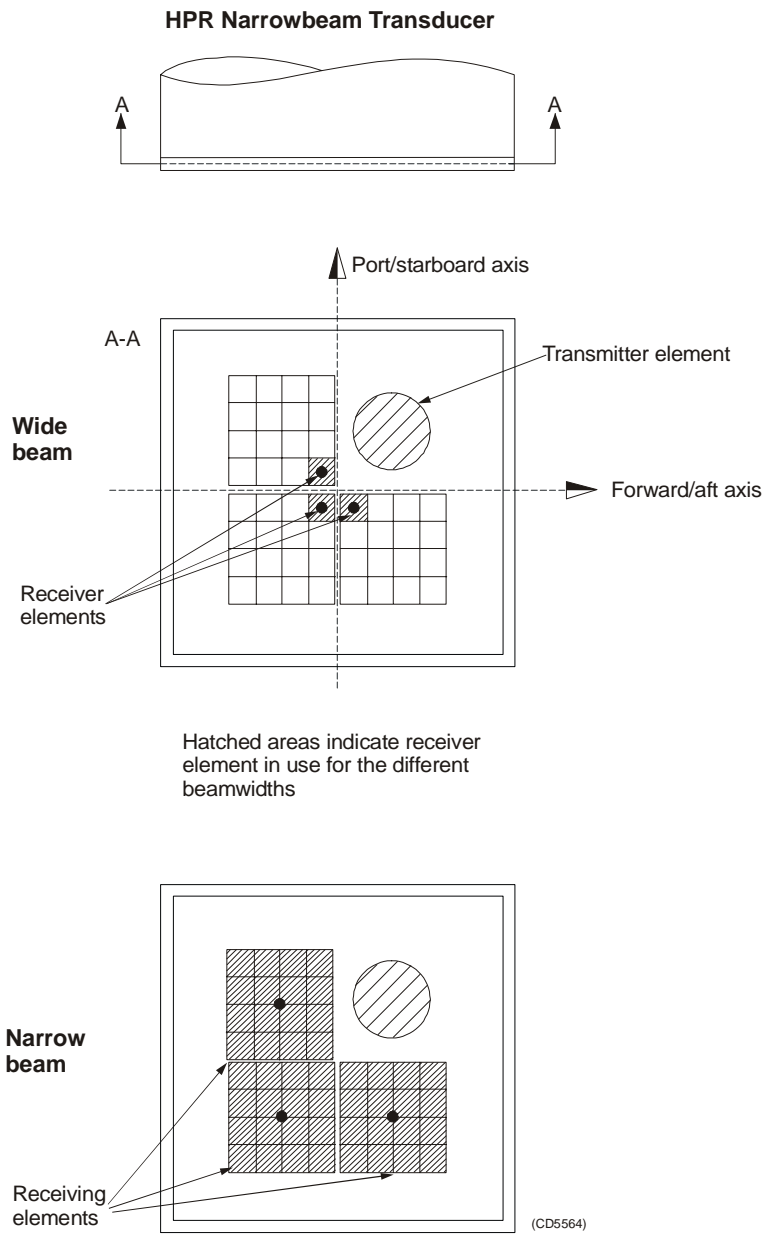 HPR Narrowbeam Transducer
A
A
Port/starboard axis
A-A
Transmitter element
Wide
beam
Forward/aft axis
Receiver
elements
Hatched areas indicate receiver
element in use for the different
beamwidths
Narrow
beam
Receiving
elements
(CD5564)